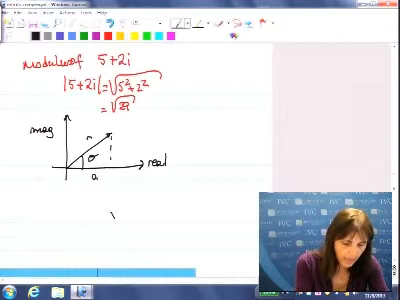 modulus of 5+2i
|5+2i| = √5²+2²
= √29
imag
r
θ
real
a